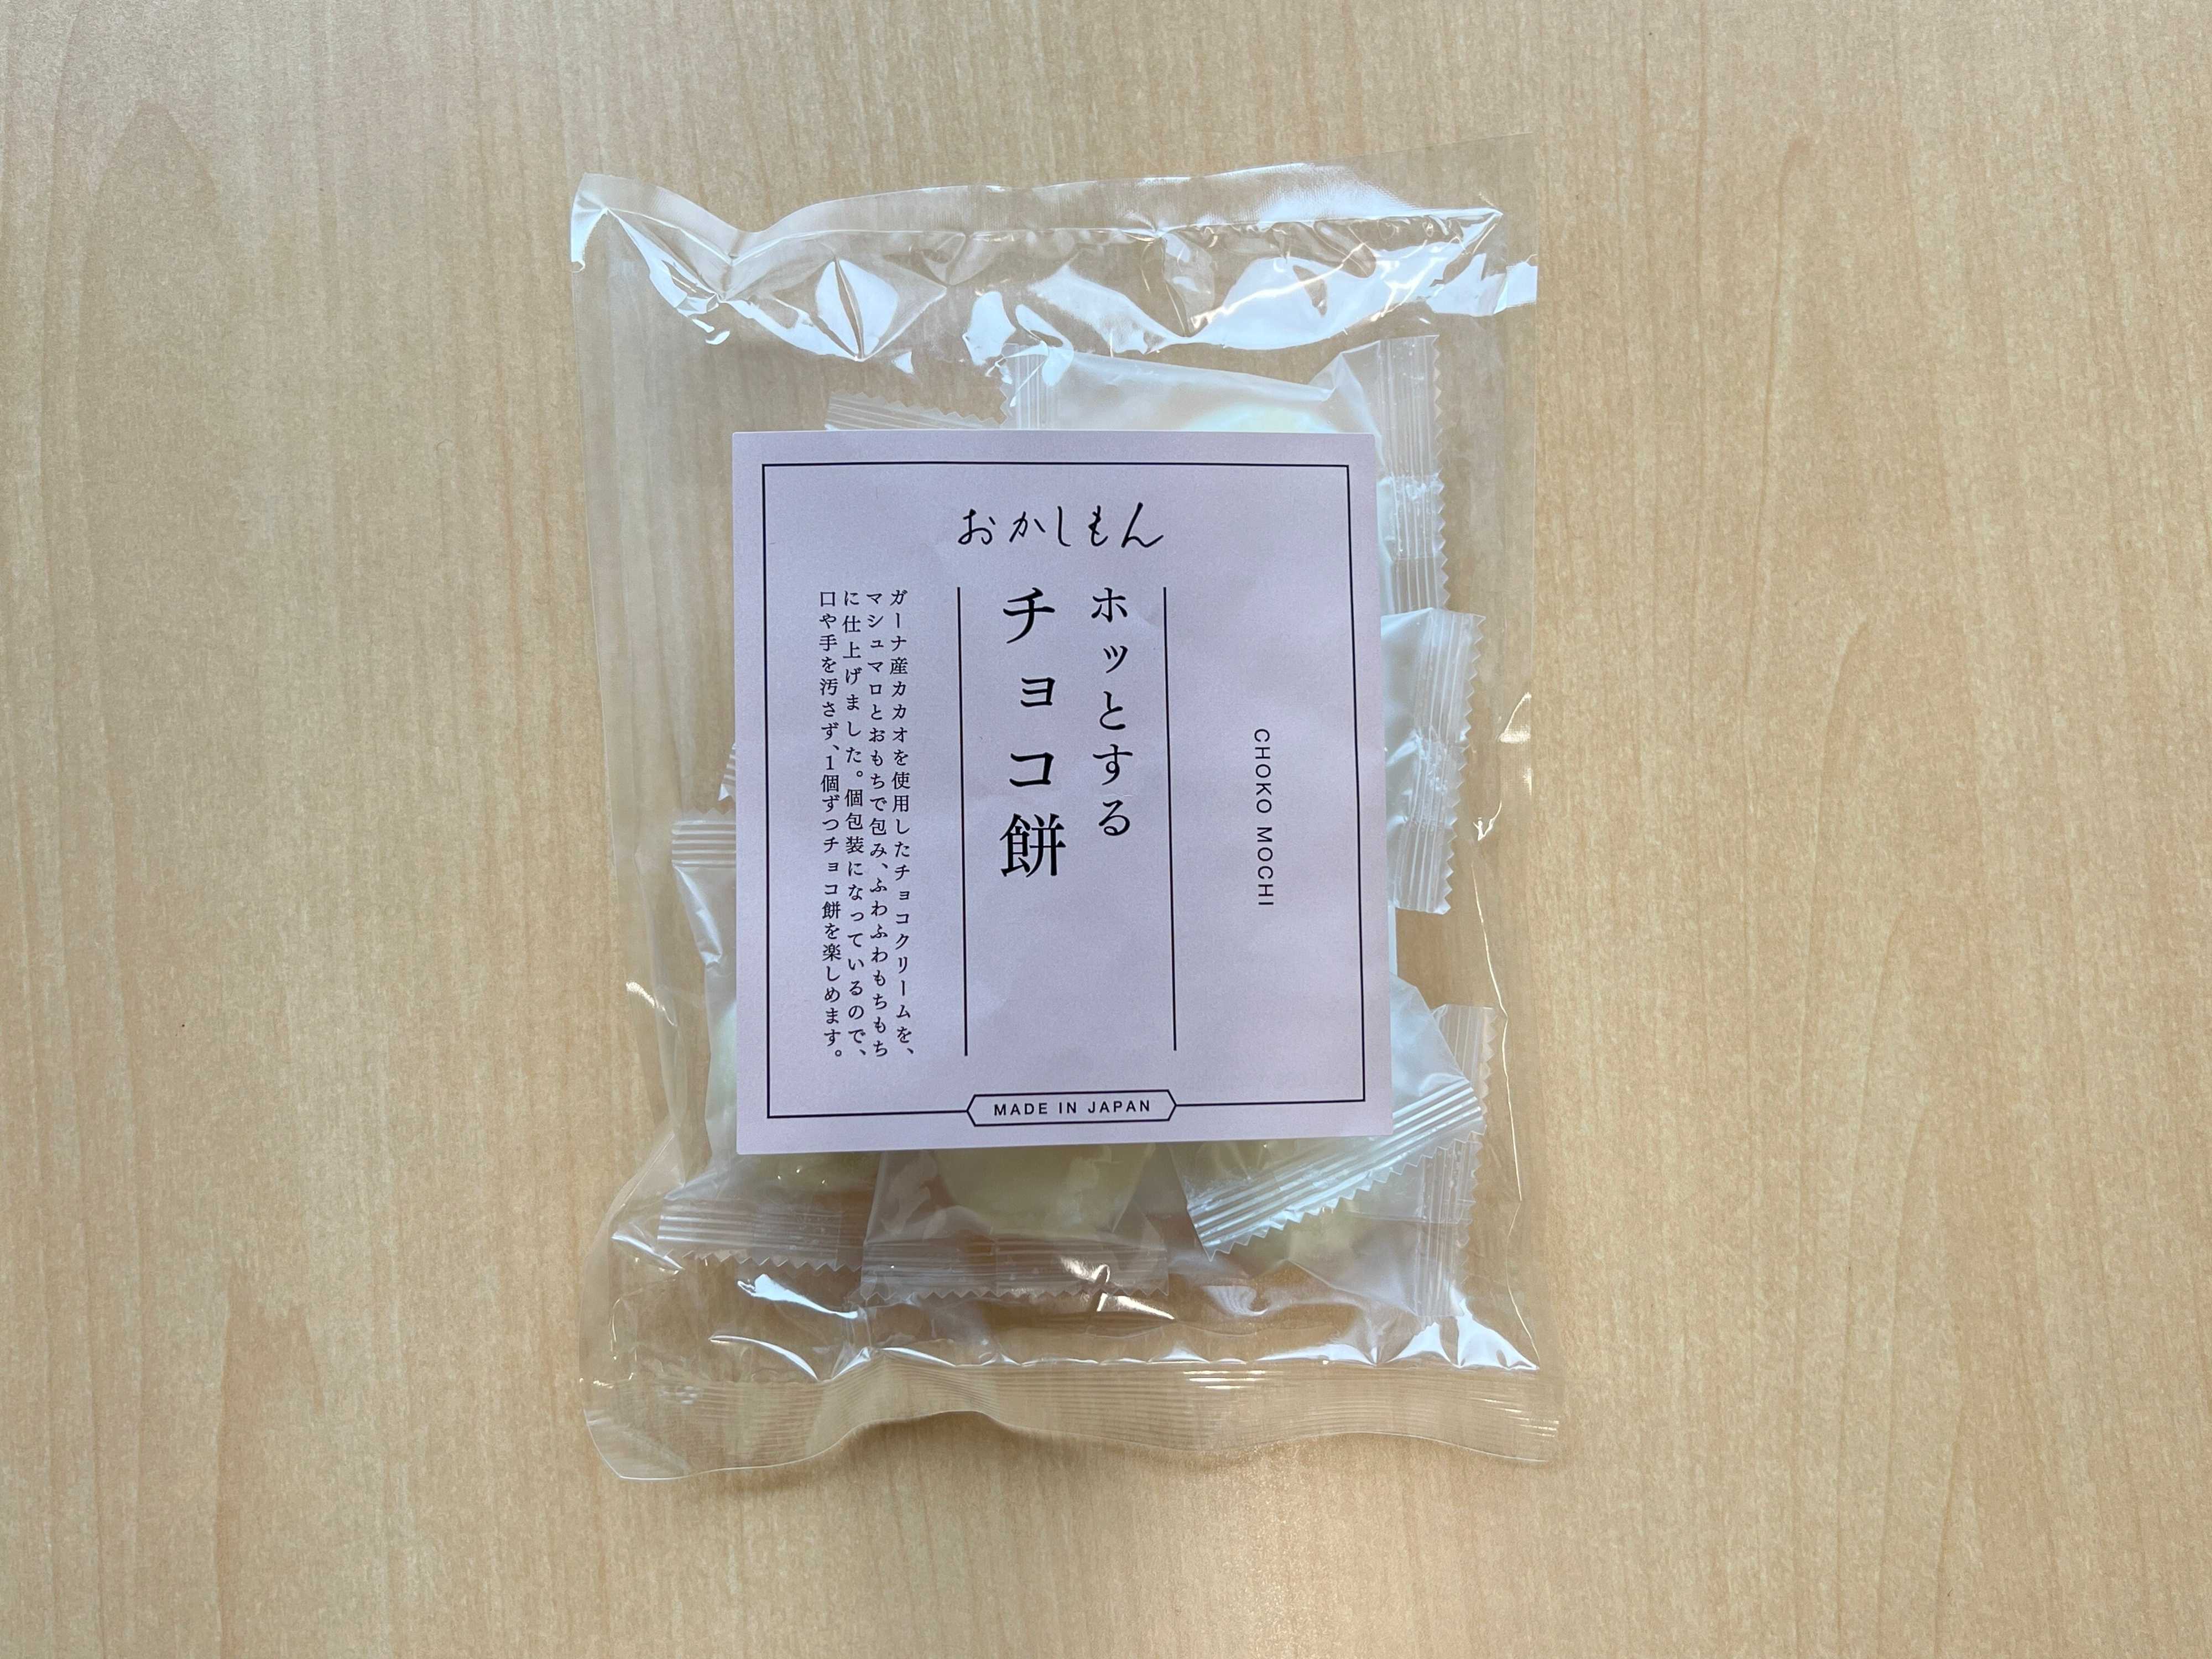 おかしもん
CHOKO MOCHI
ホッとする
チョコ餅
ガーナ産カカオを使用したチョコクリームを、
マシュマロとおもちで包み、ふわふわもちもち
に仕上げました。個包装になっているので、
口や手を汚さず、1個ずつチョコ餅を楽しめます。
MADE IN JAPAN